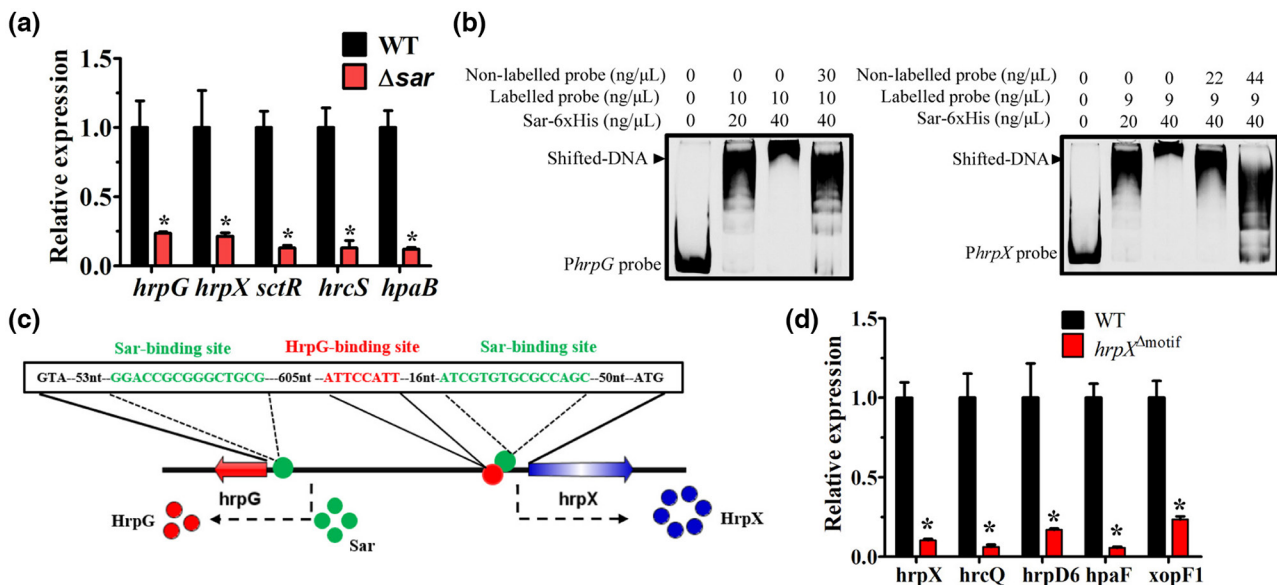 (a)
WT
Δsar
Relative expression
1.5
1.0
0.5
0.0
*
*
*
*
*
hrpG hrpX sctR hrcS hpaB
(b)
Non-labelled probe (ng/μL) 0 0 0 30
Labelled probe (ng/μL) 0 10 10 10
Sar-6xHis (ng/μL) 0 20 40 40
Shifted-DNA
PhrpG probe
Non-labelled probe (ng/μL) 0 0 0 22 44
Labelled probe (ng/μL) 0 9 9 9 9
Sar-6xHis (ng/μL) 0 20 40 40 40
Shifted-DNA
PhrpX probe
(c)
Sar-binding site HrpG-binding site Sar-binding site
GTA--53nt--GGACCGCGGGCTGCG---605nt --ATTCCATT--16nt-ATCGTGTGCGCCAGC--50nt--ATG
hrpG
hrpX
HrpG
Sar
HrpX
(d)
WT
hrpXΔmotif
Relative expression
1.5
1.0
0.5
0.0
*
*
*
*
*
hrpX hrcQ hrpD6 hpaF xopF1